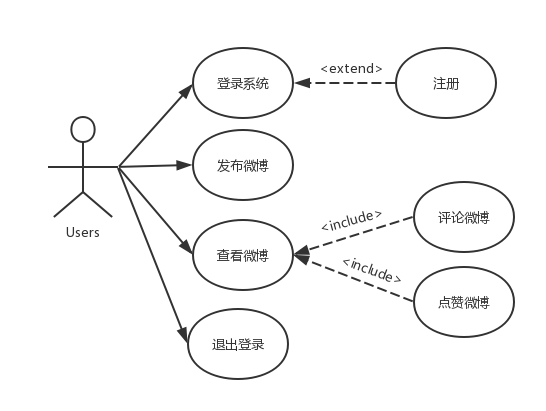 登录系统
<extend>
注册
发布微博
Users
查看微博
<include>
评论微博
<include>
点赞微博
退出登录